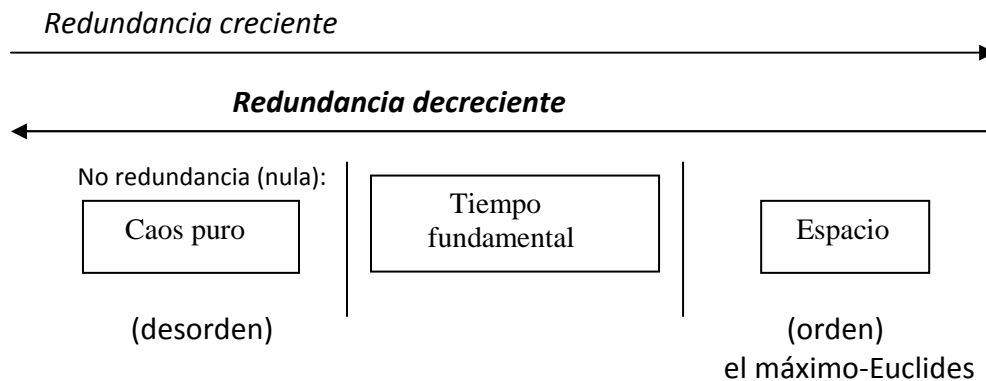 Redundancia creciente
Redundancia decreciente
No redundancia (nula):
Caos puro
Tiempo
fundamental
Espacio
(desorden)
(orden)
el máximo-Euclides